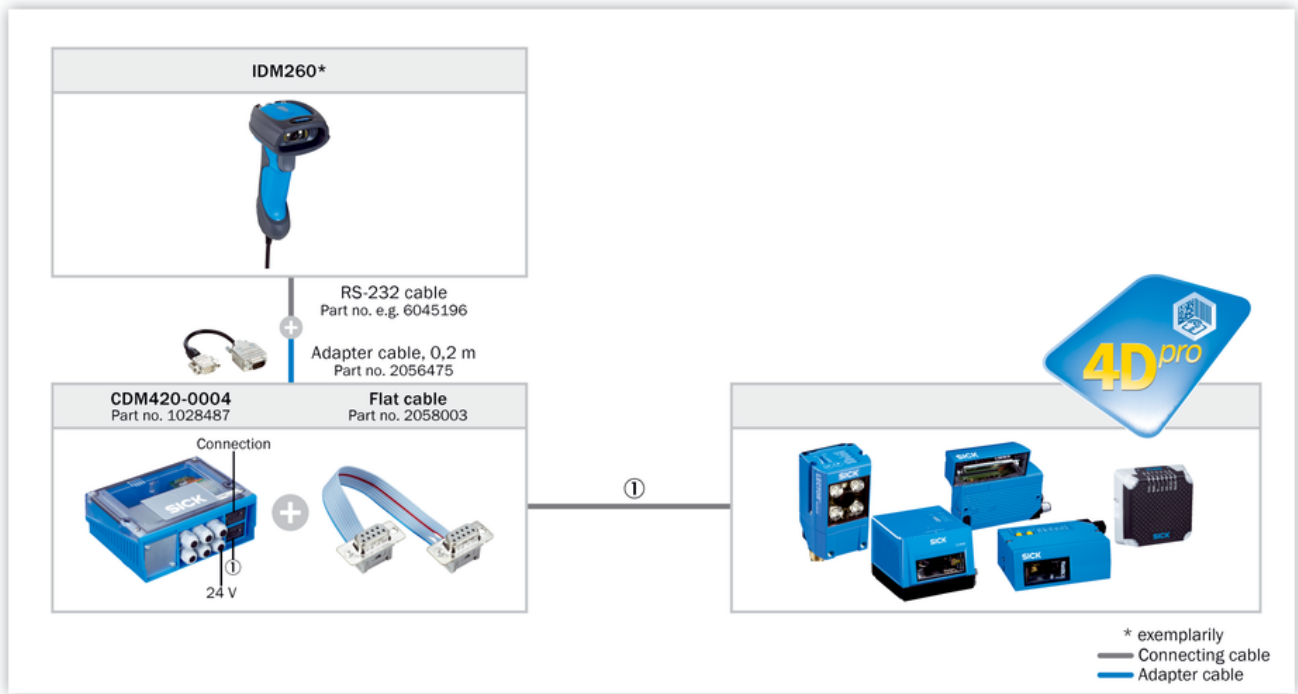 IDM260*
RS-232 cable
Part no. e.g. 6045196
Adapter cable, 0,2 m
Part no. 2056475
CDM420-0004
Part no. 1028487
Flat cable
Part no. 2058003
Connection
SICK
①
24 V
①
4Dpro
SICK
SICK
SICK
SICK
SICK
* exemplarily
Connecting cable
Adapter cable